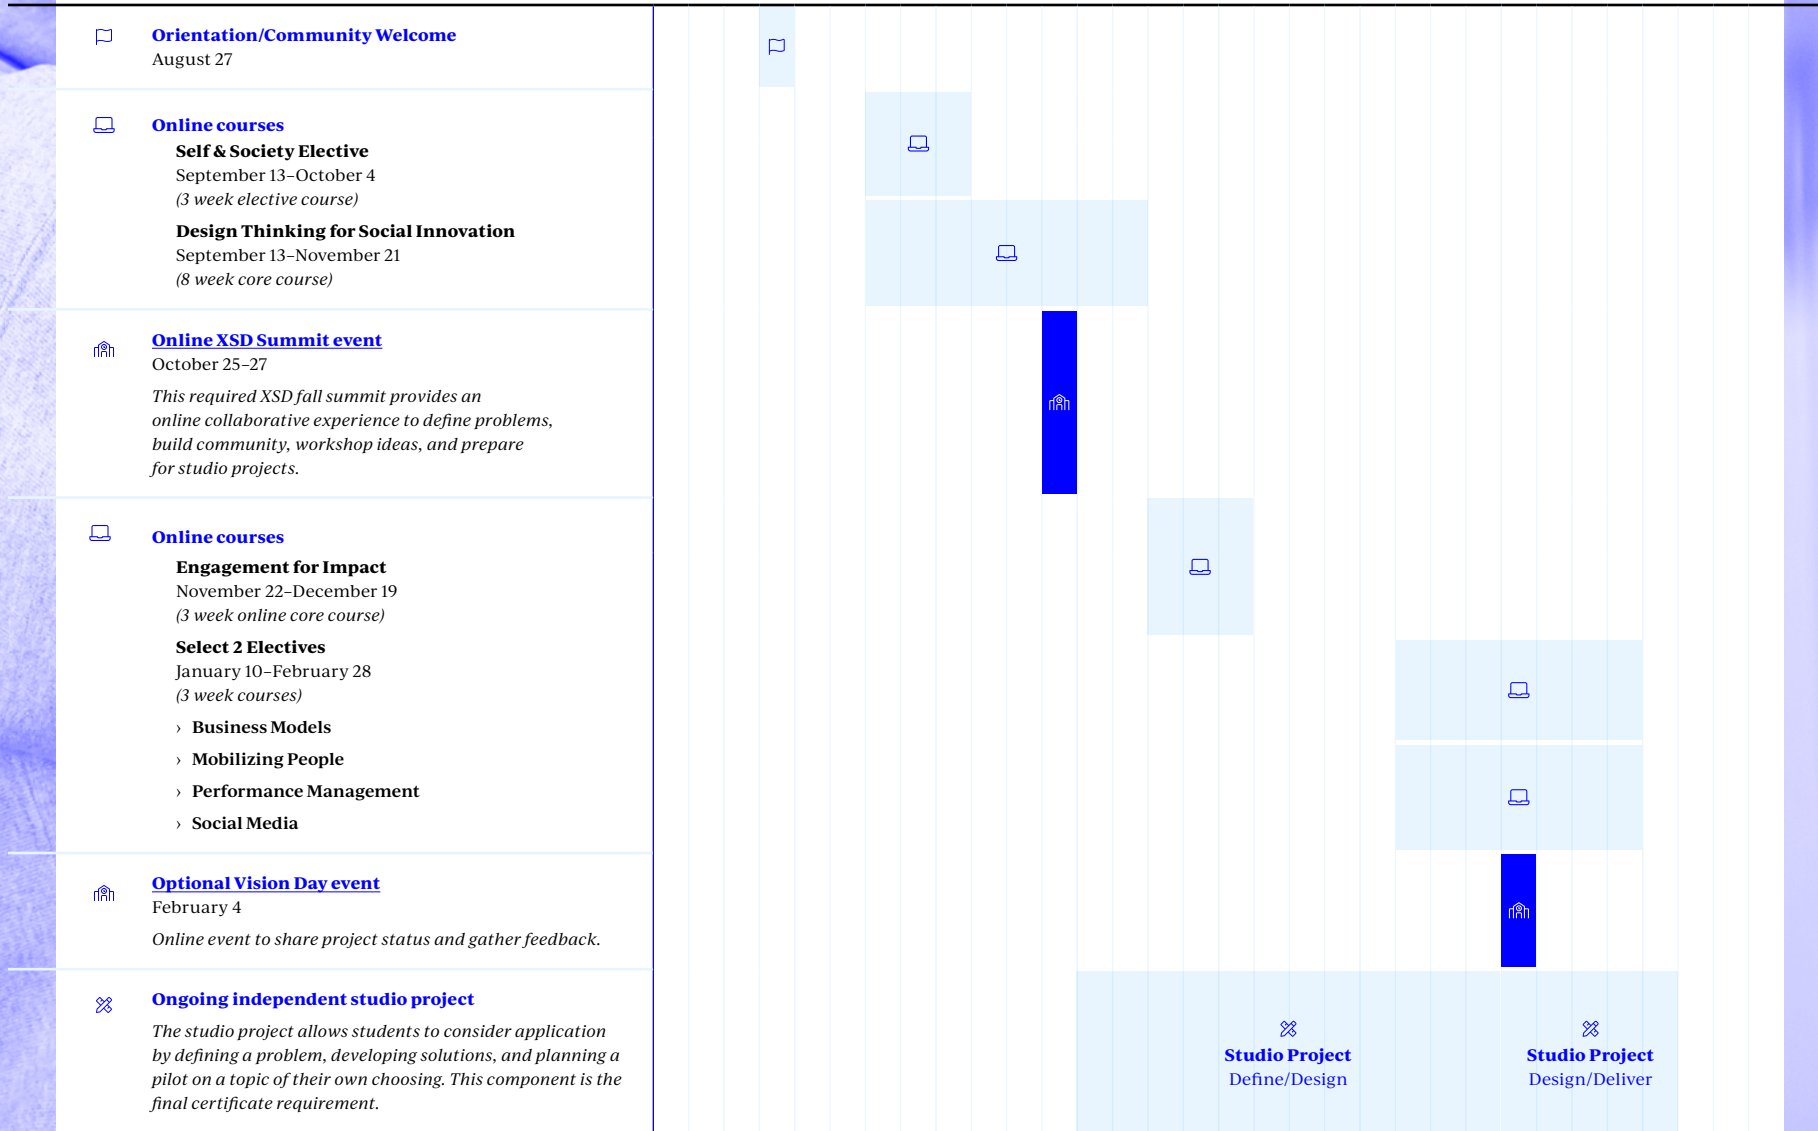 Orientation/Community Welcome
August 27
Online courses
Self & Society Elective
September 13–October 4
(3 week elective course)
Design Thinking for Social Innovation
September 13–November 21
(8 week core course)
Online XSD Summit event
October 25–27
This required XSD fall summit provides an
online collaborative experience to define problems,
build community, workshop ideas, and prepare
for studio projects.
Online courses
Engagement for Impact
November 22–December 19
(3 week online core course)
Select 2 Electives
January 10–February 28
(3 week courses)
› Business Models
› Mobilizing People
› Performance Management
› Social Media
Optional Vision Day event
February 4
Online event to share project status and gather feedback.
Ongoing independent studio project
The studio project allows students to consider application
by defining a problem, developing solutions, and planning a
pilot on a topic of their own choosing. This component is the
final certificate requirement.
Studio Project
Define/Design
Studio Project
Design/Deliver